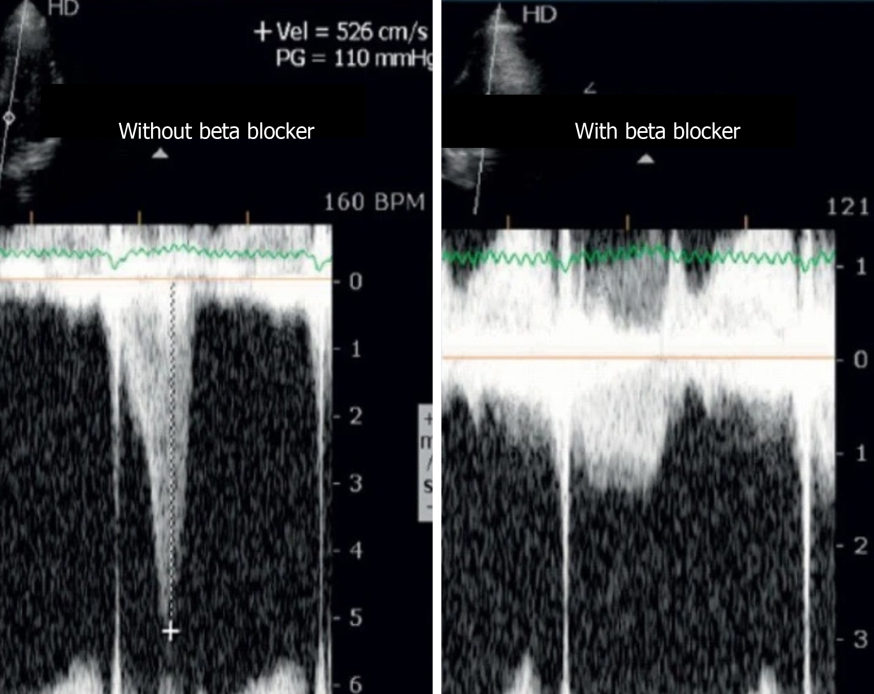 HD
+ Vel = 526 cm/s
PG = 110 mmHg
Without beta blocker
160 BPM
0
1
2
3
4
5
6
+
m
/
s
-
HD
With beta blocker
121
1
0
1
2
3